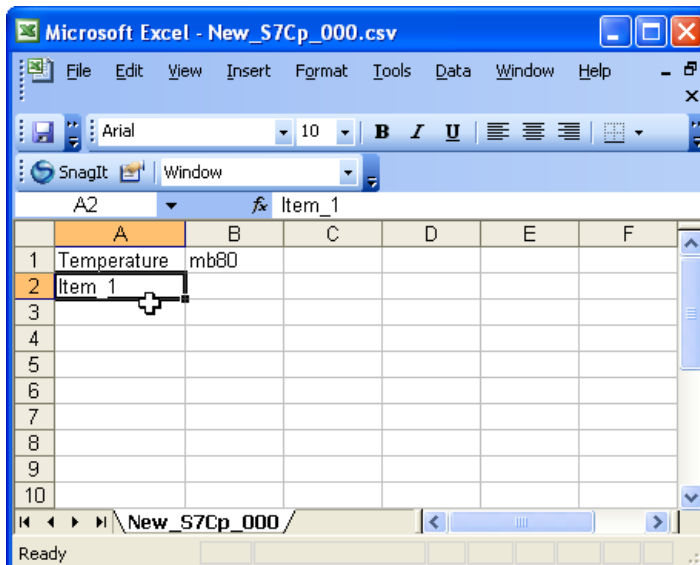 Microsoft Excel - New_S7Cp_000.csv
File Edit View Insert Format Tools Data Window Help
Arial 10 B I U
SnagIt Window
A2 fx Item_1
A B C D E F
1 Temperature mb80
2 Item_1
3
4
5
6
7
8
9
10
New_S7Cp_000
Ready